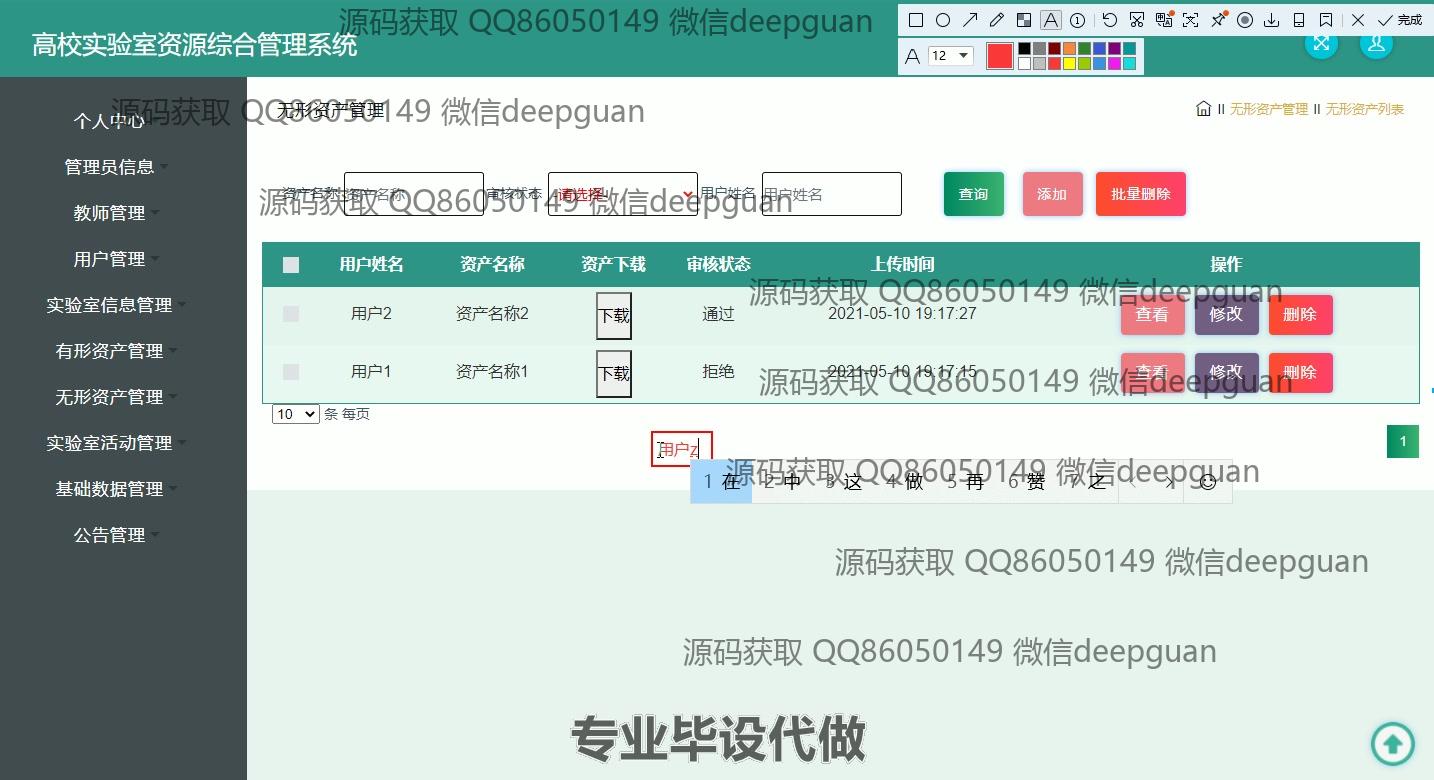 源码获取 QQ86050149 微信deepguan
完成
高校实验室资源综合管理系统
A 12
源码获取 QQ86050149 微信deepguan
无形资产管理
无形资产管理 无形资产列表
个人中心
管理员信息
教师管理
用户管理
实验室信息管理
有形资产管理
无形资产管理
实验室活动管理
基础数据管理
公告管理
资产名称 资产名称 审核状态 -请选择- 用户姓名 用户姓名 查询 添加 批量删除
源码获取 QQ86050149 微信deepguan
用户姓名 资产名称 资产下载 审核状态 上传时间 操作
源码获取 QQ86050149 微信deepguan
用户2 资产名称2 下载 通过 2021-05-10 19:17:27 查看 修改 删除
用户1 资产名称1 下载 拒绝 2021-05-10 19:17:15 查看 修改 删除
源码获取 QQ86050149 微信deepguan
10 条 每页
1
用户z
源码获取 QQ86050149 微信deepguan
1 在 2 中 3 这 4 做 5 再 6 赞 7 之
源码获取 QQ86050149 微信deepguan
源码获取 QQ86050149 微信deepguan
专业毕设代做